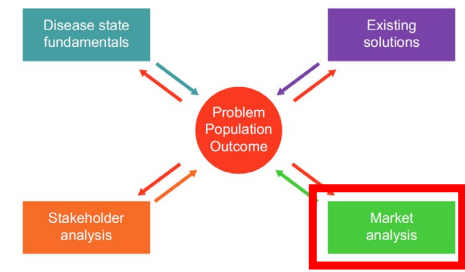 Disease state
fundamentals
Existing
solutions
Problem
Population
Outcome
Stakeholder
analysis
Market
analysis